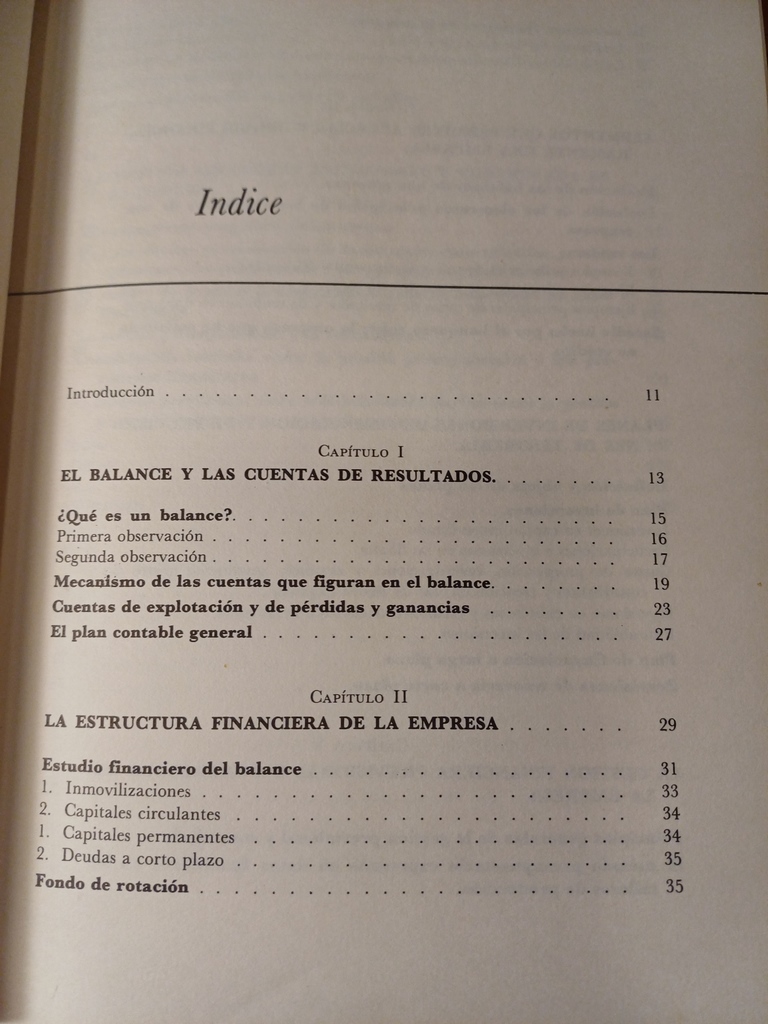 Indice
Introducción . . . . . . . . . . . . . . . . . . . . . . . . . . 11
CAPÍTULO I
EL BALANCE Y LAS CUENTAS DE RESULTADOS. . . . . . . . 13
¿Qué es un balance?. . . . . . . . . . . . . . . . . . . . . . 15
Primera observación . . . . . . . . . . . . . . . . . . . . . . 16
Segunda observación . . . . . . . . . . . . . . . . . . . . . . 17
Mecanismo de las cuentas que figuran en el balance. . . . . . . . 19
Cuentas de explotación y de pérdidas y ganancias . . . . . . . . 23
El plan contable general . . . . . . . . . . . . . . . . . . . . 27
CAPÍTULO II
LA ESTRUCTURA FINANCIERA DE LA EMPRESA . . . . . . . 29
Estudio financiero del balance . . . . . . . . . . . . . . . . . 31
1. Inmovilizaciones . . . . . . . . . . . . . . . . . . . . . . . 33
2. Capitales circulantes . . . . . . . . . . . . . . . . . . . . . 34
1. Capitales permanentes . . . . . . . . . . . . . . . . . . . . 34
2. Deudas a corto plazo . . . . . . . . . . . . . . . . . . . . . 35
Fondo de rotación . . . . . . . . . . . . . . . . . . . . . . . 35